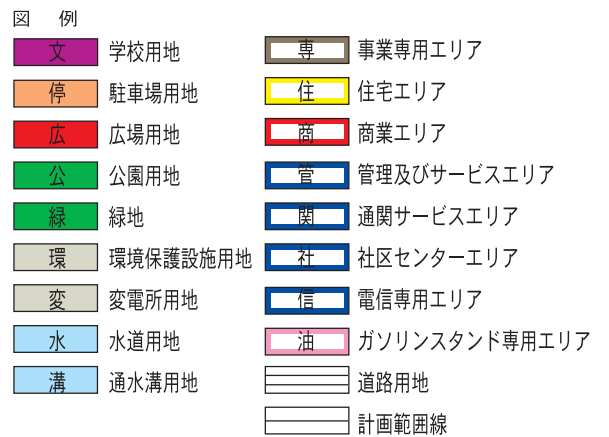 図 例
文 学校用地
停 駐車場用地
広 広場用地
公 公園用地
緑 緑地
環 環境保護設施用地
変 変電所用地
水 水道用地
溝 通水溝用地
専 事業専用エリア
住 住宅エリア
商 商業エリア
管 管理及びサービスエリア
関 通関サービスエリア
社 社区センターエリア
信 電信専用エリア
油 ガソリンスタンド専用エリア
道路用地
計画範囲線